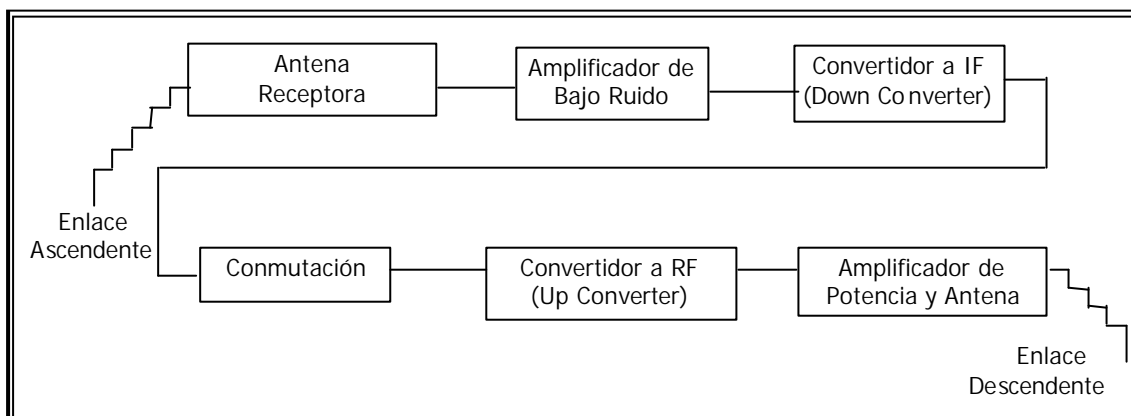 Antena
Receptora
Amplificador de
Bajo Ruido
Convertidor a IF
(Down Converter)
Enlace
Ascendente
Conmutación
Convertidor a RF
(Up Converter)
Amplificador de
Potencia y Antena
Enlace
Descendente